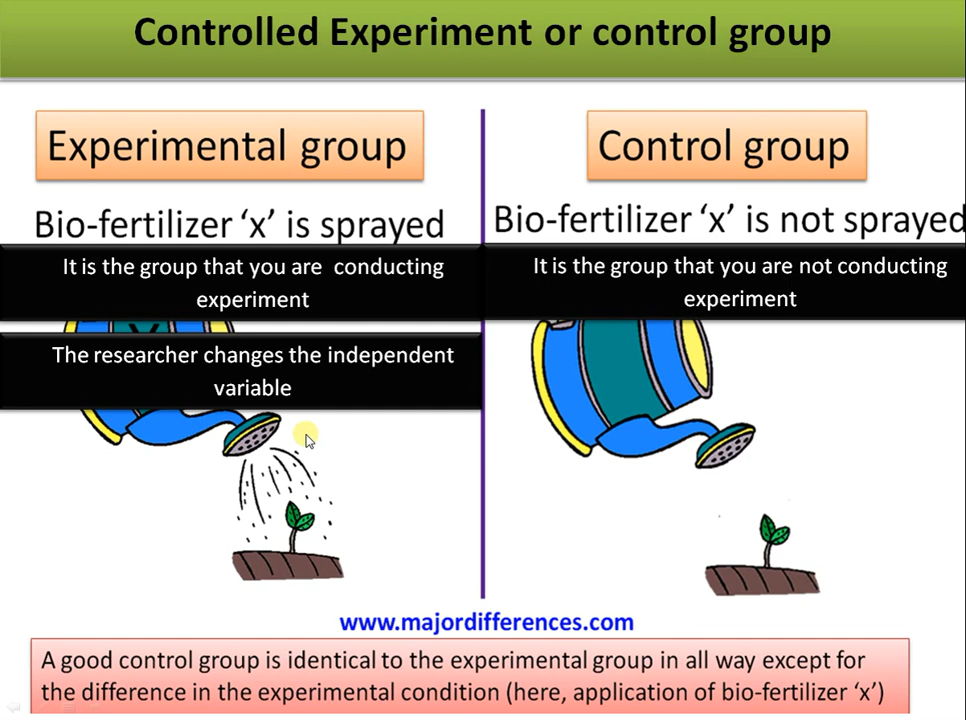 Controlled Experiment or control group
Experimental group
Bio-fertilizer ‘x’ is sprayed
It is the group that you are conducting
experiment
The researcher changes the independent
variable
Control group
Bio-fertilizer ‘x’ is not sprayed
It is the group that you are not conducting
experiment
www.majordifferences.com
A good control group is identical to the experimental group in all way except for
the difference in the experimental condition (here, application of bio-fertilizer ‘x’)